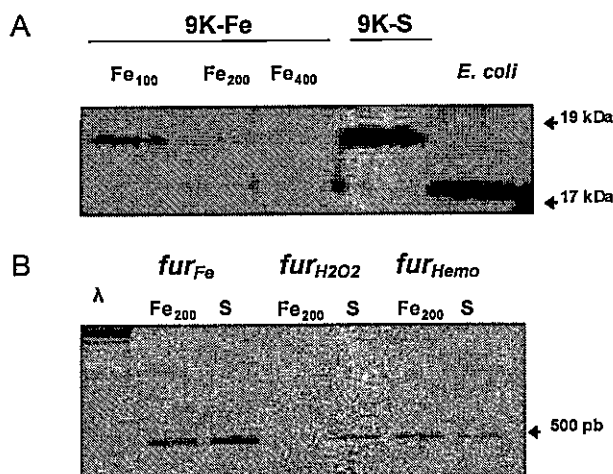 A
9K-Fe 9K-S
Fe100 Fe200 Fe400 E. coli
19 kDa
17 kDa
B
furFe furH2O2 furHemo
λ Fe200 S Fe200 S Fe200 S
500 pb